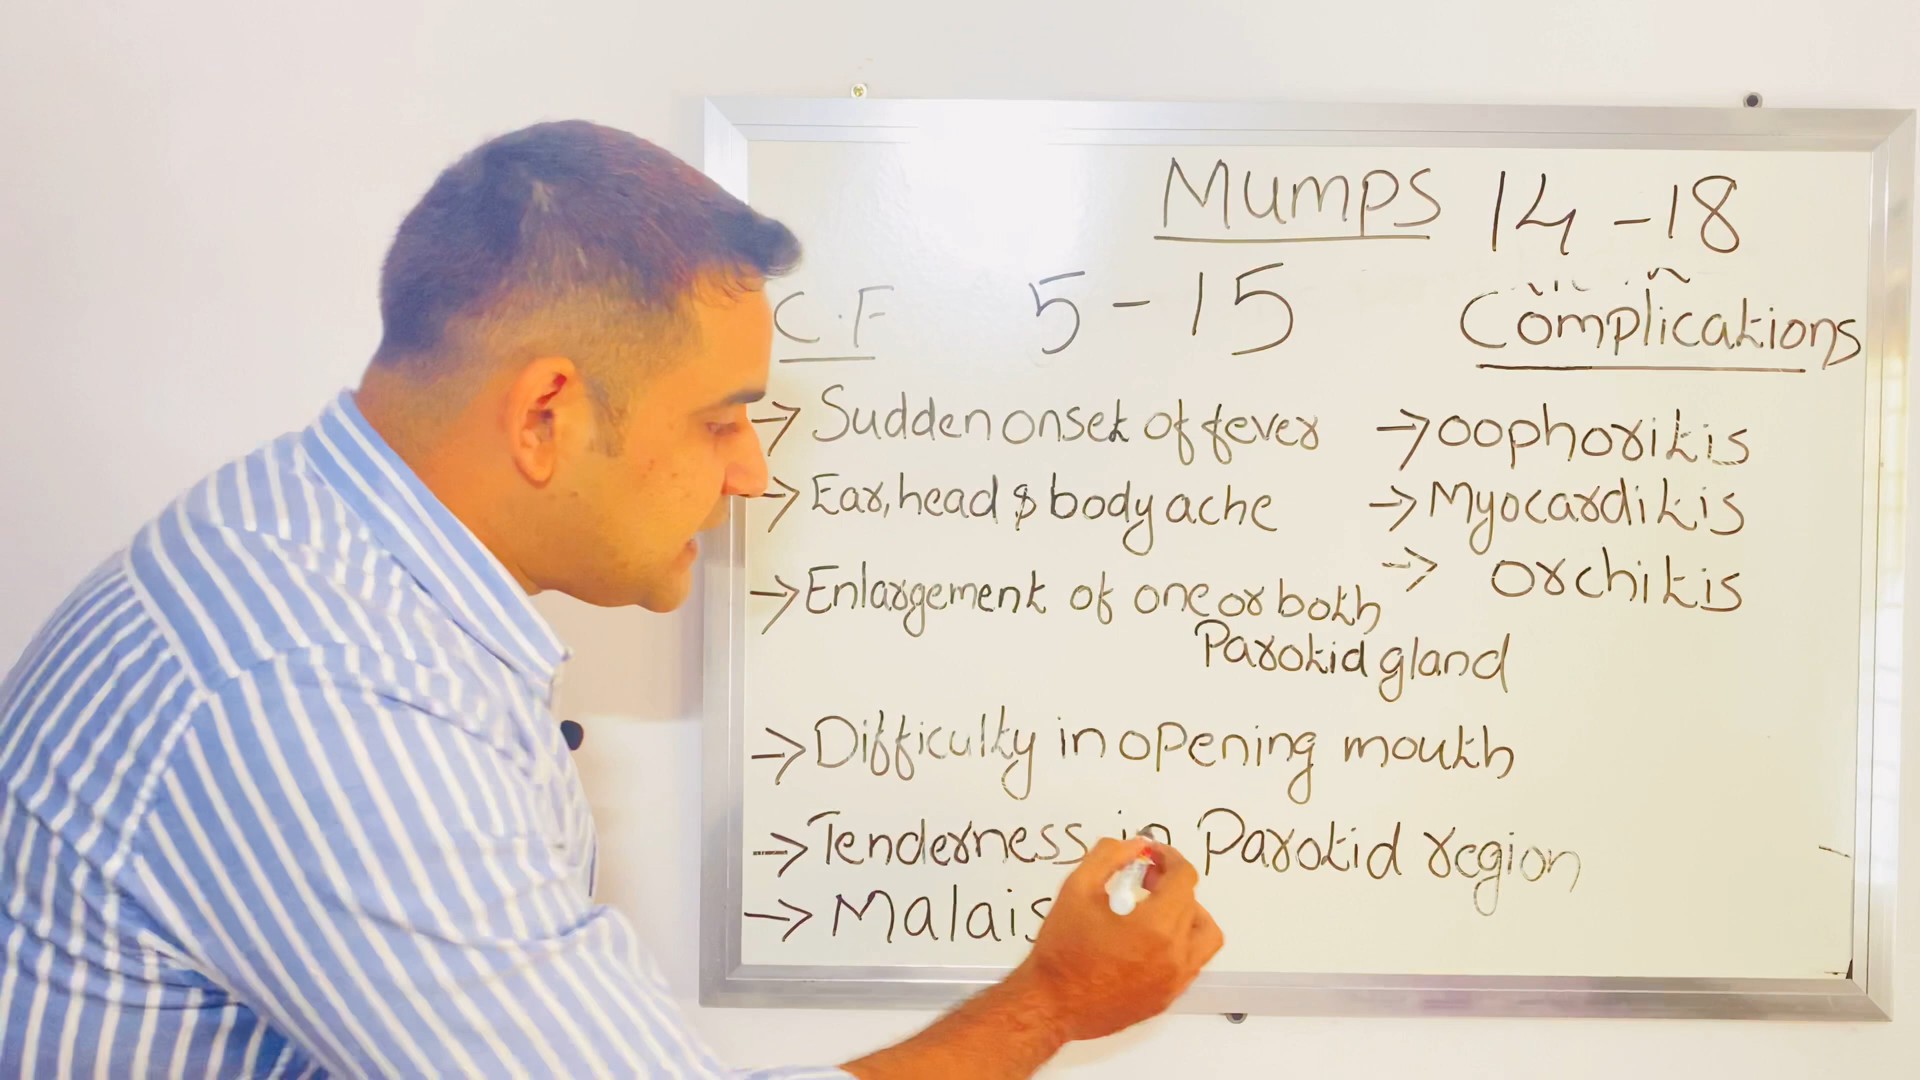 Mumps 14-18
C.F 5-15 Complications
→ Sudden onset of fever
→ Ear, head & body ache
→ Enlargement of one or both
Parotid gland
→ Difficulty in opening mouth
→ Tenderness in Parotid region
→ Malais
→ oophoritis
→ Myocarditis
→ orchitis